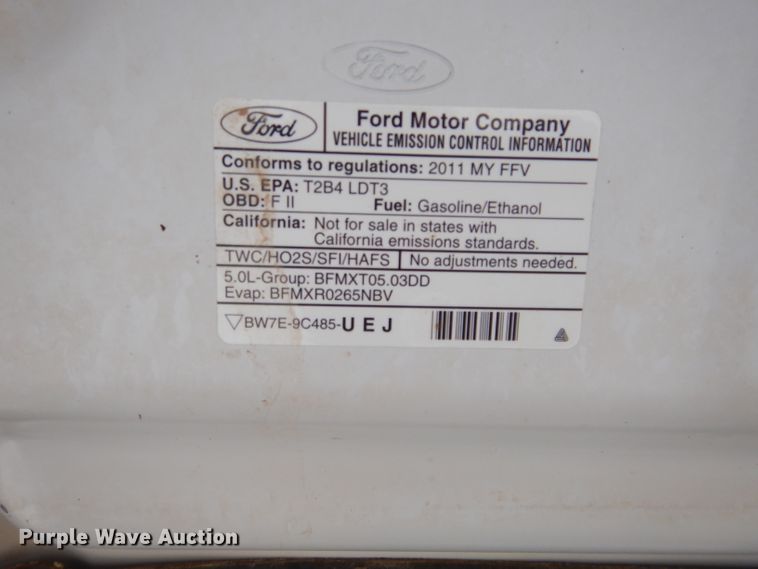 Ford
Ford
Ford Motor Company
VEHICLE EMISSION CONTROL INFORMATION
Conforms to regulations: 2011 MY FFV
U.S. EPA: T2B4 LDT3
OBD: F II Fuel: Gasoline/Ethanol
California: Not for sale in states with
California emissions standards.
TWC/HO2S/SFI/HAFS No adjustments needed.
5.0L-Group: BFMXT05.03DD
Evap: BFMXR0265NBV
BW7E-9C485-U E J
Purple Wave Auction